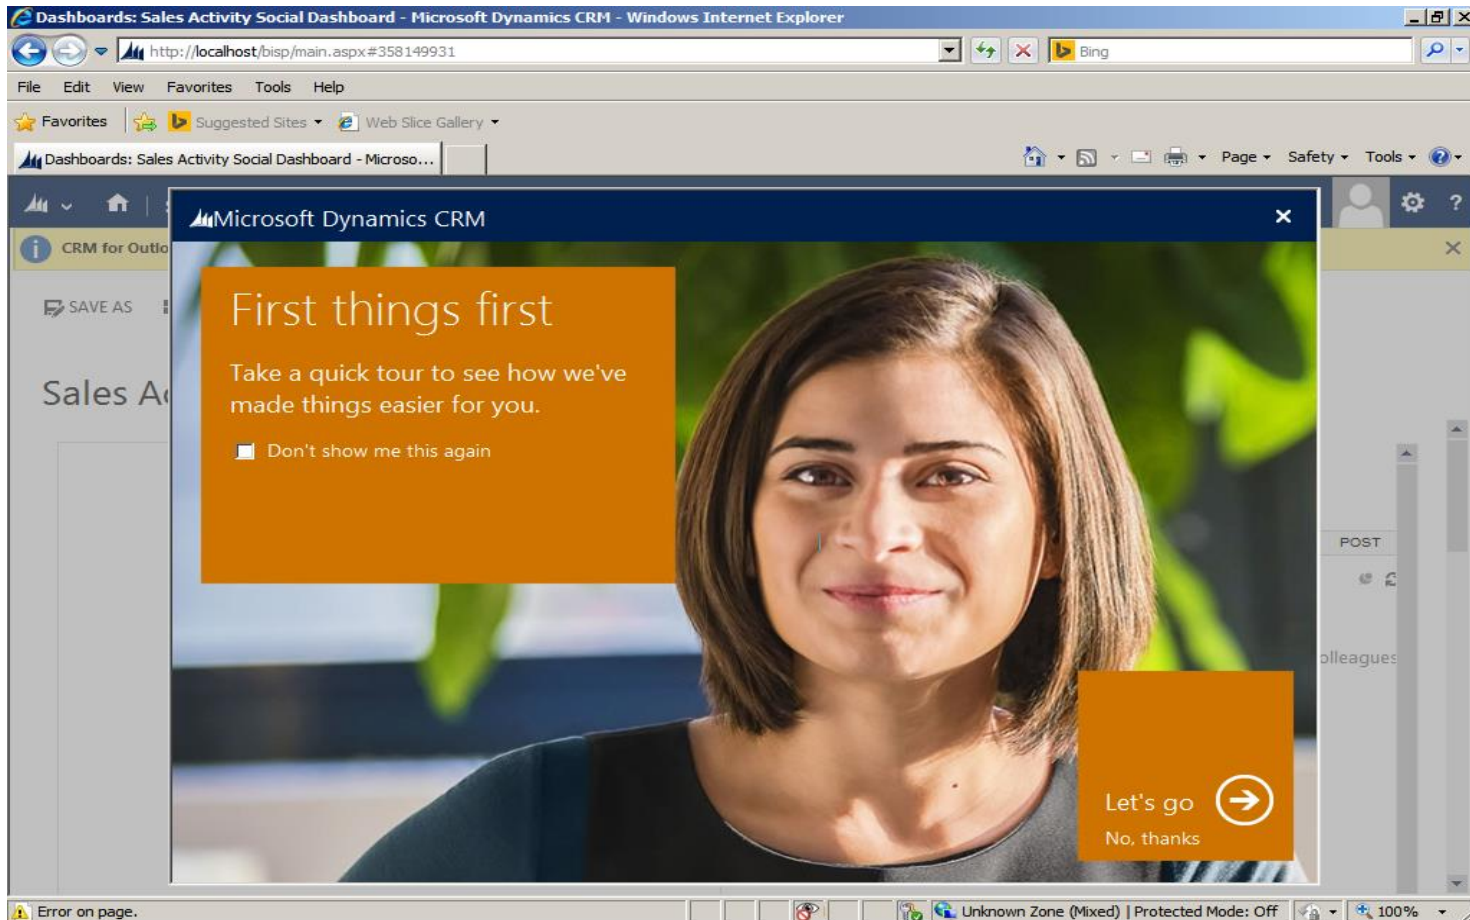 Dashboards: Sales Activity Social Dashboard - Microsoft Dynamics CRM - Windows Internet Explorer
http://localhost/bisp/main.aspx#358149931
Bing
File Edit View Favorites Tools Help
Favorites Suggested Sites Web Slice Gallery
Dashboards: Sales Activity Social Dashboard - Microso... Page Safety Tools
?
Microsoft Dynamics CRM
CRM for Outlo
First things first
SAVE AS
Take a quick tour to see how we've
made things easier for you.
Sales A
Don't show me this again
POST
olleagues
Let's go
No, thanks
Error on page. Unknown Zone (Mixed) | Protected Mode: Off 100%